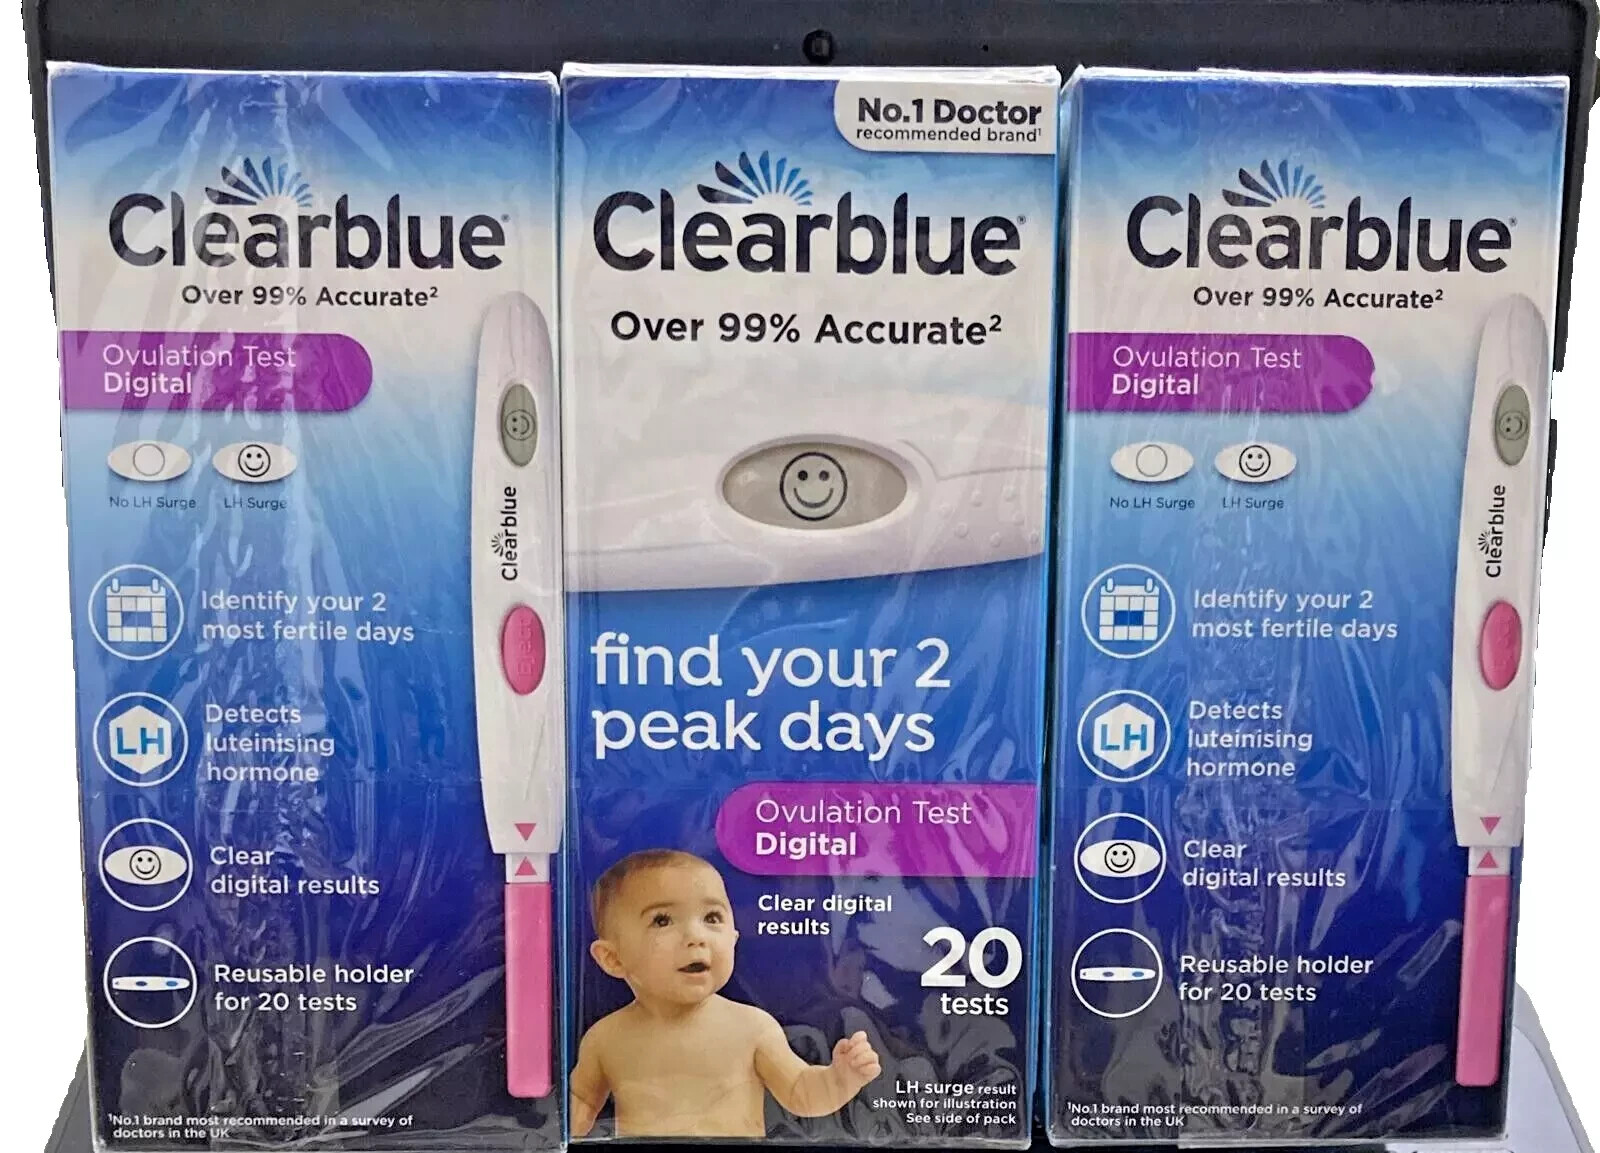 Clearblue
Over 99% Accurate²
Ovulation Test
Digital
No LH Surge LH Surge
Identify your 2
most fertile days
LH
Detects
luteinising
hormone
Clear
digital results
Reusable holder
for 20 tests
Clearblue
Eject
¹No.1 brand most recommended in a survey of
doctors in the UK
No.1 Doctor
recommended brand¹
Clearblue
Over 99% Accurate²
find your 2
peak days
Ovulation Test
Digital
Clear digital
results
20
tests
LH surge result
shown for illustration
See side of pack
Clearblue
Over 99% Accurate²
Ovulation Test
Digital
No LH Surge LH Surge
Identify your 2
most fertile days
LH
Detects
luteinising
hormone
Clear
digital results
Reusable holder
for 20 tests
Clearblue
Eject
¹No.1 brand most recommended in a survey of
doctors in the UK